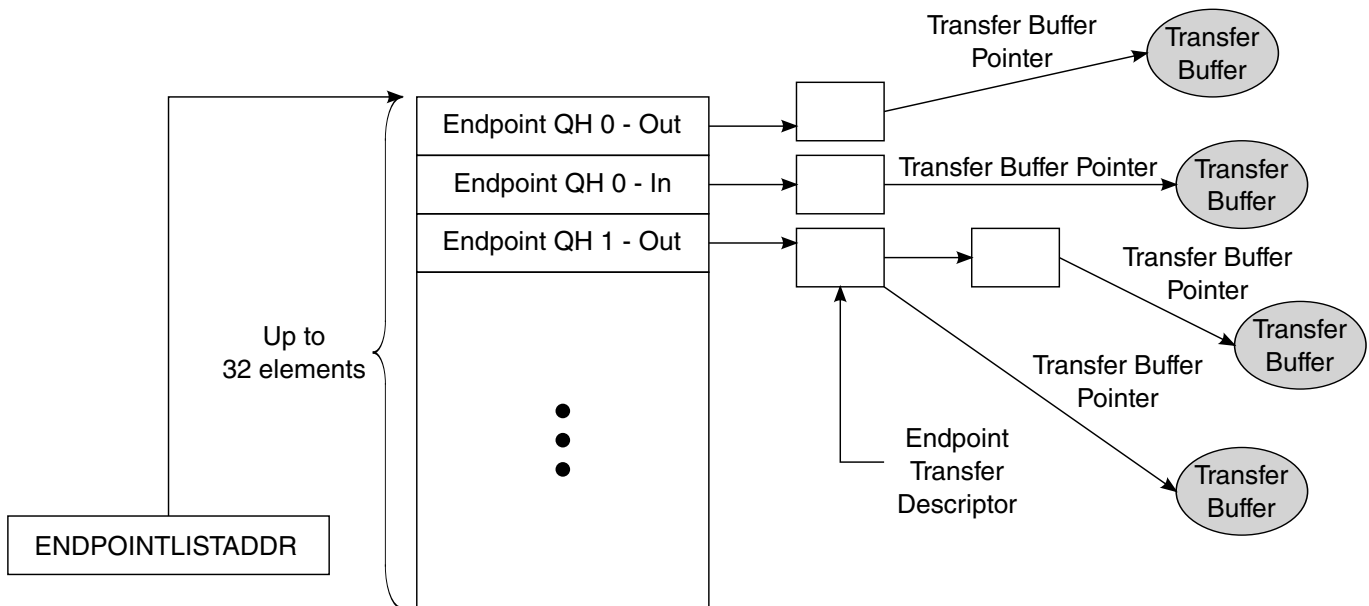 Transfer Buffer
Pointer
Transfer
Buffer
Endpoint QH 0 - Out
Endpoint QH 0 - In
Transfer Buffer Pointer
Transfer
Buffer
Endpoint QH 1 - Out
Transfer Buffer
Pointer
Transfer
Buffer
Up to
32 elements
Transfer Buffer
Pointer
Endpoint
Transfer
Descriptor
Transfer
Buffer
ENDPOINTLISTADDR